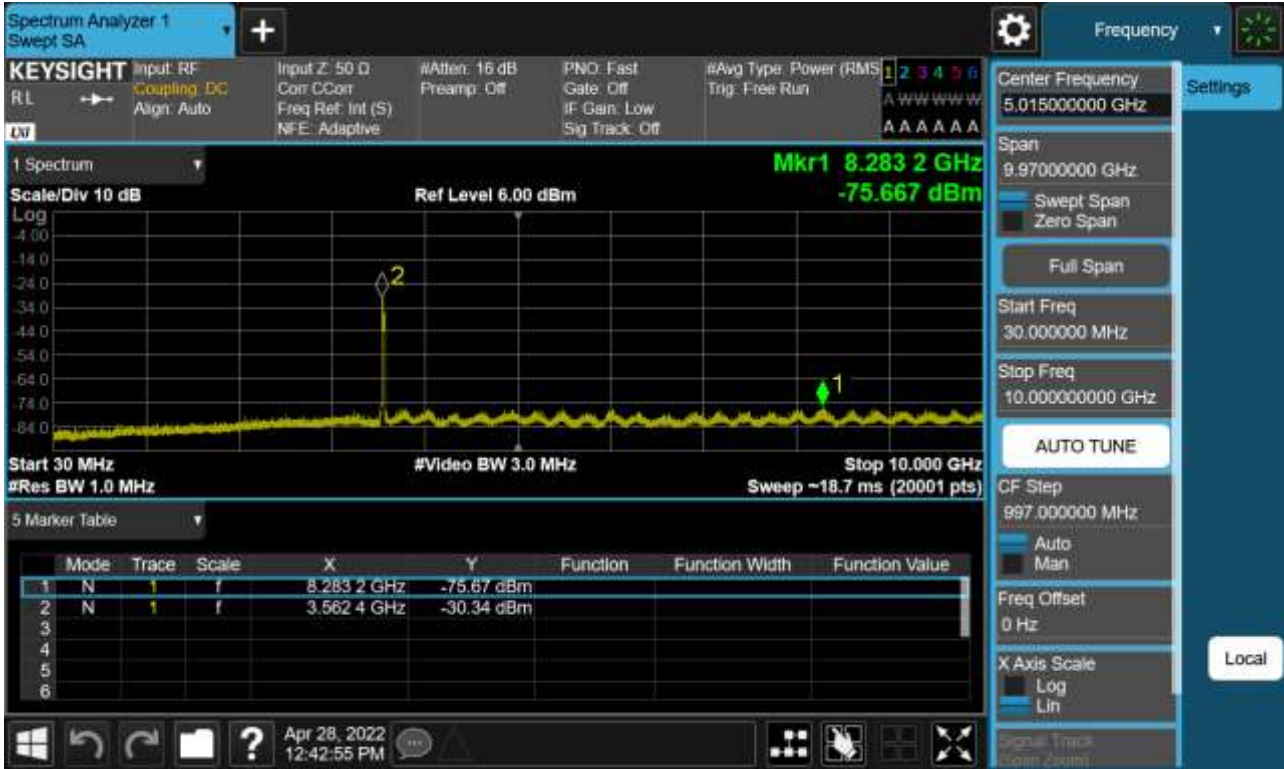 Spectrum Analyzer 1
Swept SA
+
Frequency
KEYSIGHT
RL
LXI
Input: RF
Coupling: DC
Align: Auto
Input Z: 50 Ω
Corr CCorr
Freq Ref: Int (S)
NFE: Adaptive
#Atten: 16 dB
Preamp: Off
PNO: Fast
Gate: Off
IF Gain: Low
Sig Track: Off
#Avg Type: Power (RMS
Trig: Free Run
1 2 3 4 5 6
A W W W W W
A A A A A A
Center Frequency
5.015000000 GHz
Settings
Span
9.97000000 GHz
Swept Span
Zero Span
Full Span
Start Freq
30.000000 MHz
Stop Freq
10.000000000 GHz
AUTO TUNE
CF Step
997.000000 MHz
Auto
Man
Freq Offset
0 Hz
X Axis Scale
Log
Lin
Signal Track
(Span Zoom)
Local
1 Spectrum
Scale/Div 10 dB
Ref Level 6.00 dBm
Mkr1 8.283 2 GHz
-75.667 dBm
Log
-4.00
-14.0
-24.0
-34.0
-44.0
-54.0
-64.0
-74.0
-84.0
2
1
Start 30 MHz
#Video BW 3.0 MHz
Stop 10.000 GHz
#Res BW 1.0 MHz
Sweep ~18.7 ms (20001 pts)
5 Marker Table
Mode Trace Scale X Y Function Function Width Function Value
1 N 1 f 8.283 2 GHz -75.67 dBm
2 N 1 f 3.562 4 GHz -30.34 dBm
3
4
5
6
?
Apr 28, 2022
12:42:55 PM